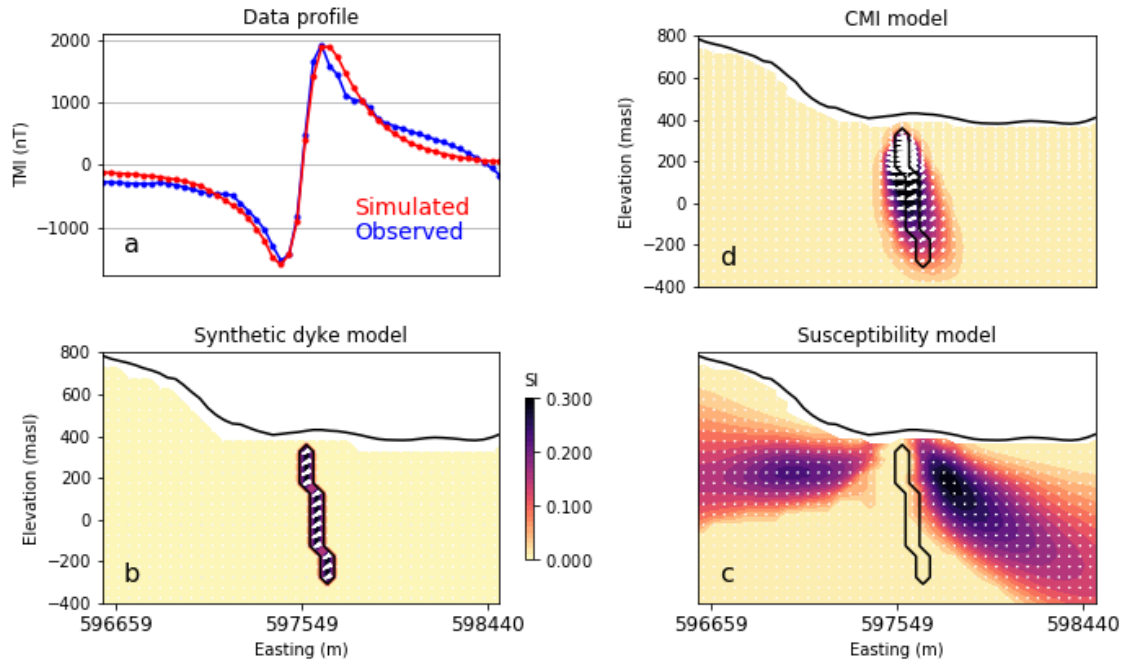 Data profile
2000
1000
0
−1000
TMI (nT)
Simulated
Observed
a
CMI model
800
600
400
200
0
−200
−400
Elevation (masl)
d
Synthetic dyke model
800
600
400
200
0
−200
−400
Elevation (masl)
b
596659
597549
598440
Easting (m)
SI
0.300
0.200
0.100
0.000
Susceptibility model
c
596659
597549
598440
Easting (m)